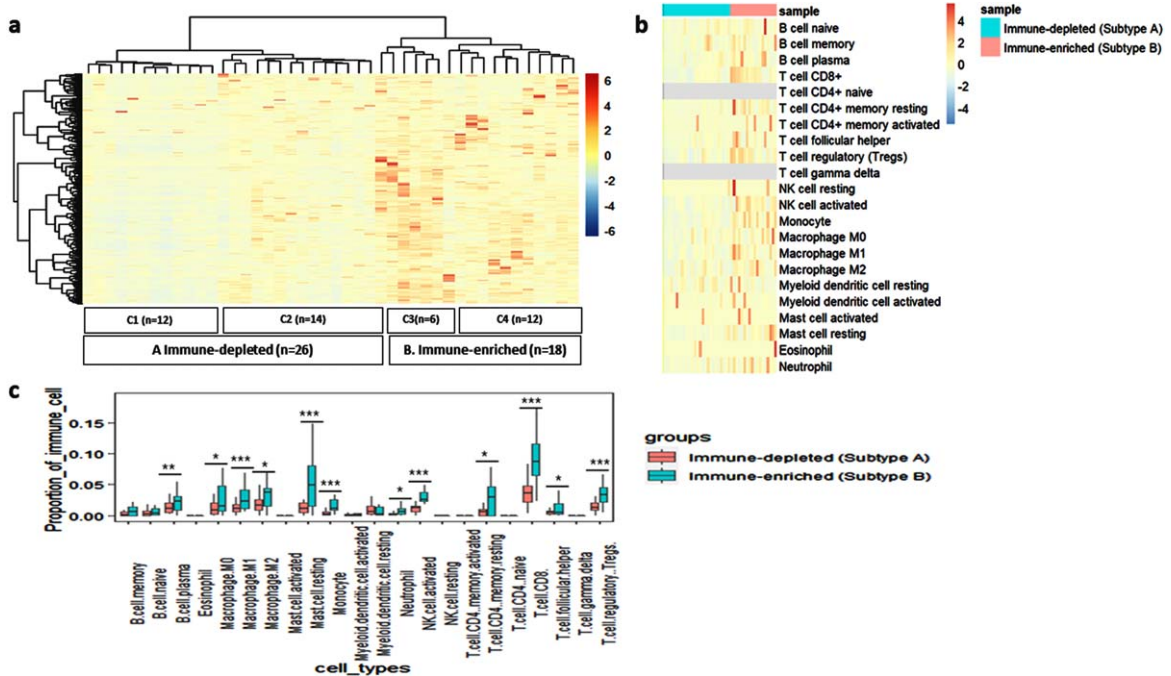 a
6
4
2
0
-2
-4
-6
C1 (n=12)
C2 (n=14)
C3(n=6)
C4 (n=12)
A Immune-depleted (n=26)
B. Immune-enriched (n=18)
b
sample
B cell naive
B cell memory
B cell plasma
T cell CD8+
T cell CD4+ naive
T cell CD4+ memory resting
T cell CD4+ memory activated
T cell follicular helper
T cell regulatory (Tregs)
T cell gamma delta
NK cell resting
NK cell activated
Monocyte
Macrophage M0
Macrophage M1
Macrophage M2
Myeloid dendritic cell resting
Myeloid dendritic cell activated
Mast cell activated
Mast cell resting
Eosinophil
Neutrophil
4
2
0
-2
-4
sample
Immune-depleted (Subtype A)
Immune-enriched (Subtype B)
c
Proportion_of_immune_cell
0.15
0.10
0.05
0.00
**
*
***
*
***
***
*
***
*
***
*
***
B.cell.memory
B.cell.naive
B.cell.plasma
Eosinophil
Macrophage.M0
Macrophage.M1
Macrophage.M2
Mast.cell.activated
Mast.cell.resting
Monocyte
Myeloid.dendritic.cell.activated
Myeloid.dendritic.cell.resting
Neutrophil
NK.cell.activated
NK.cell.resting
T.cell.CD4..memory.activated
T.cell.CD4..memory.resting
T.cell.CD4..naive
T.cell.CD8.
T.cell.follicular.helper
T.cell.gamma.delta
T.cell.regulatory..Tregs.
cell_types
groups
Immune-depleted (Subtype A)
Immune-enriched (Subtype B)